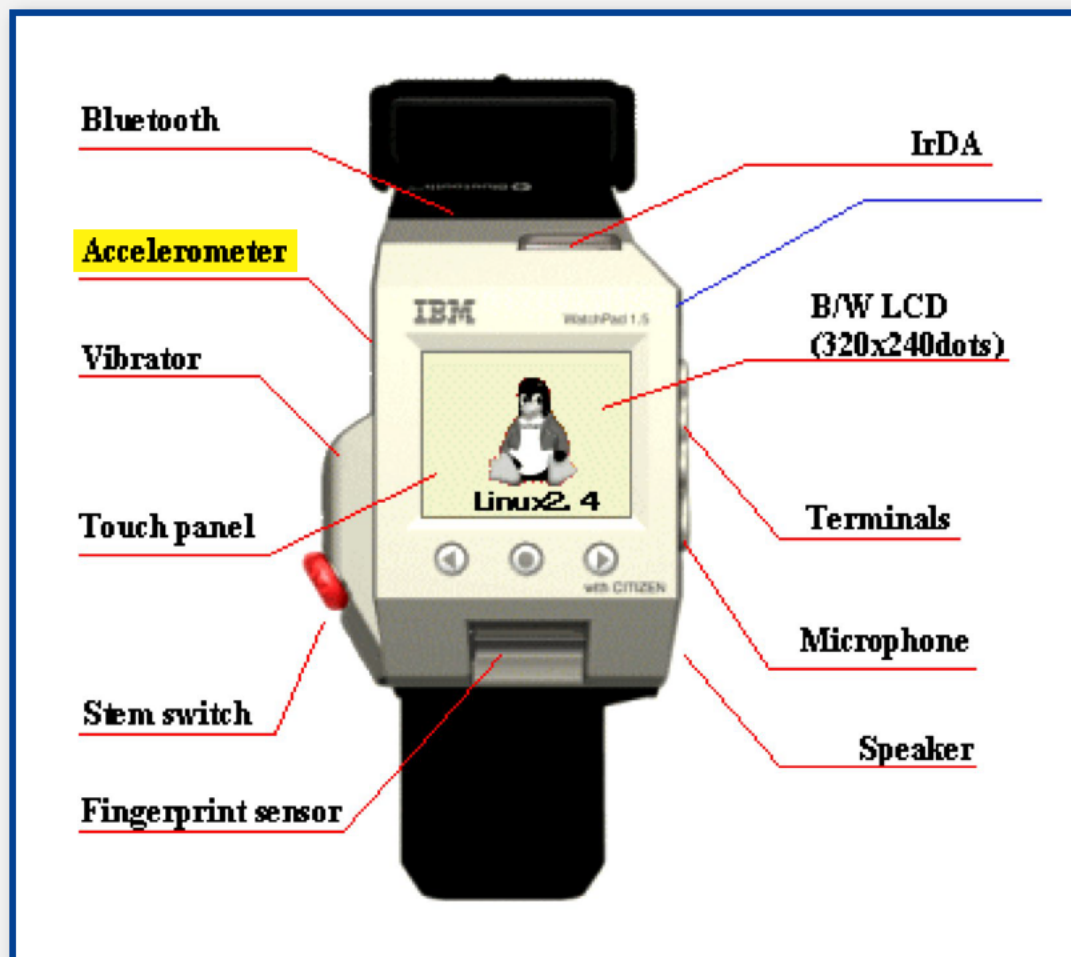 Bluetooth
IrDA
Accelerometer
IBM
WatchPad 1.5
B/W LCD
(320x240dots)
Vibrator
Linux2. 4
Touch panel
Terminals
with CITIZEN
Microphone
Stem switch
Speaker
Fingerprint sensor